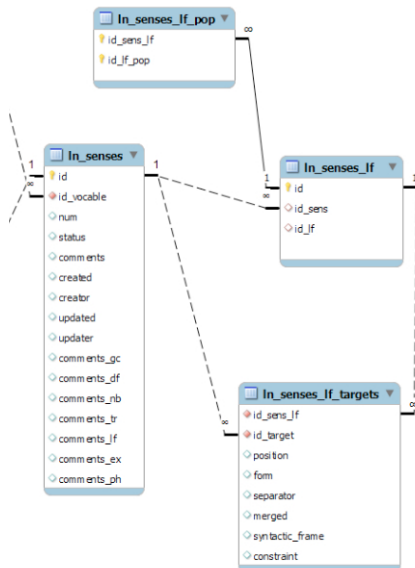 ln_senses_lf_pop
id_sens_lf
id_lf_pop
∞
ln_senses
1
id
∞
id_vocable
num
status
comments
created
creator
updated
updater
comments_gc
comments_df
comments_nb
comments_tr
comments_lf
comments_ex
comments_ph
1
ln_senses_lf
1
id
1
∞
id_sens
id_lf
ln_senses_lf_targets
id_sens_lf
∞
∞
id_target
position
form
separator
merged
syntactic_frame
constraint